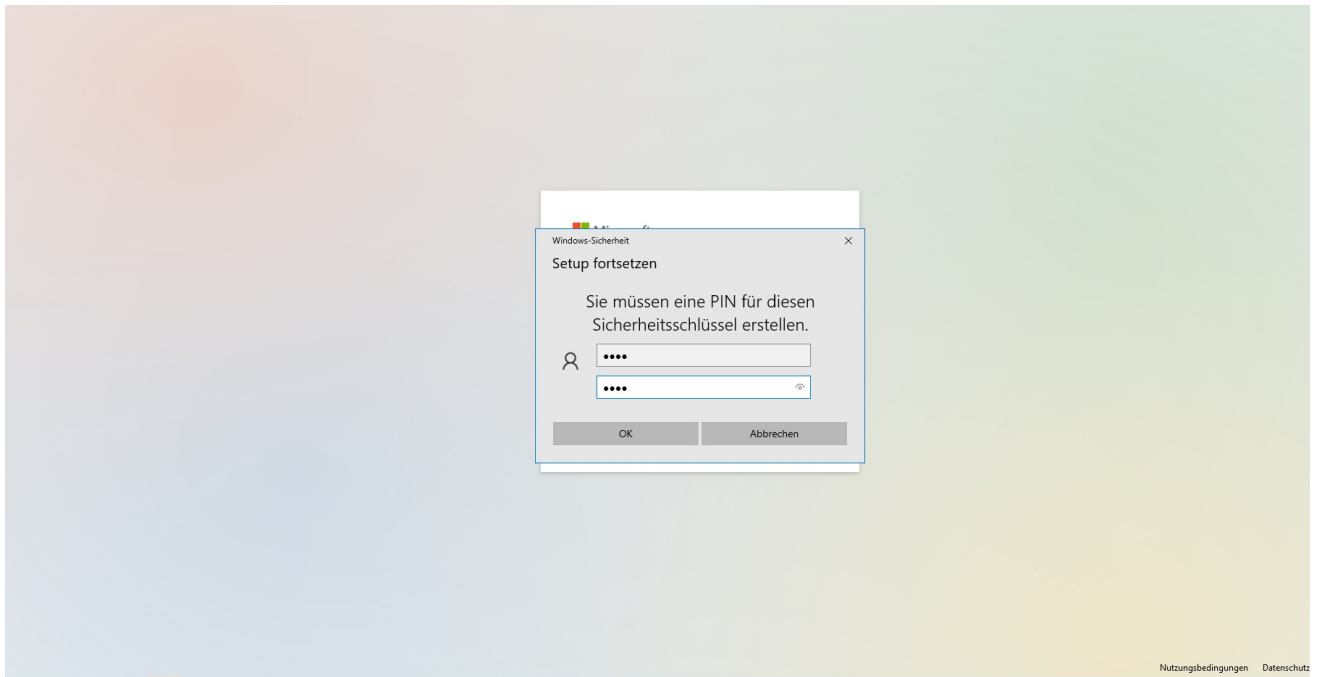 Windows-Sicherheit
Setup fortsetzen
Sie müssen eine PIN für diesen
Sicherheitsschlüssel erstellen.
••••
••••
OK Abbrechen
Nutzungsbedingungen Datenschutz